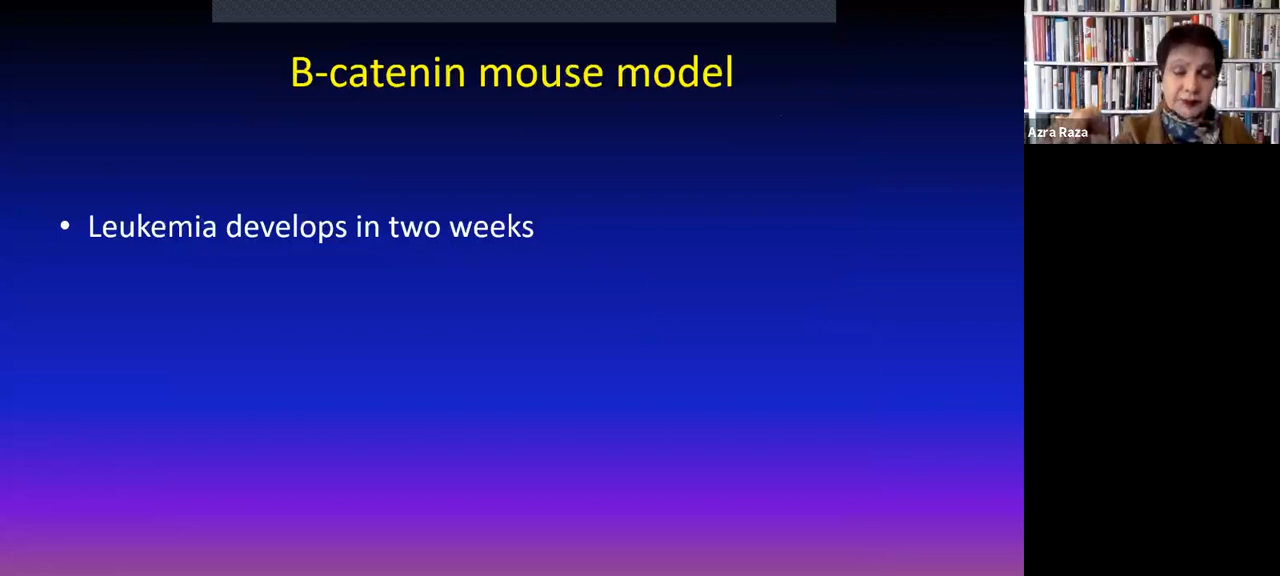 B-catenin mouse model
• Leukemia develops in two weeks
Azra Raza